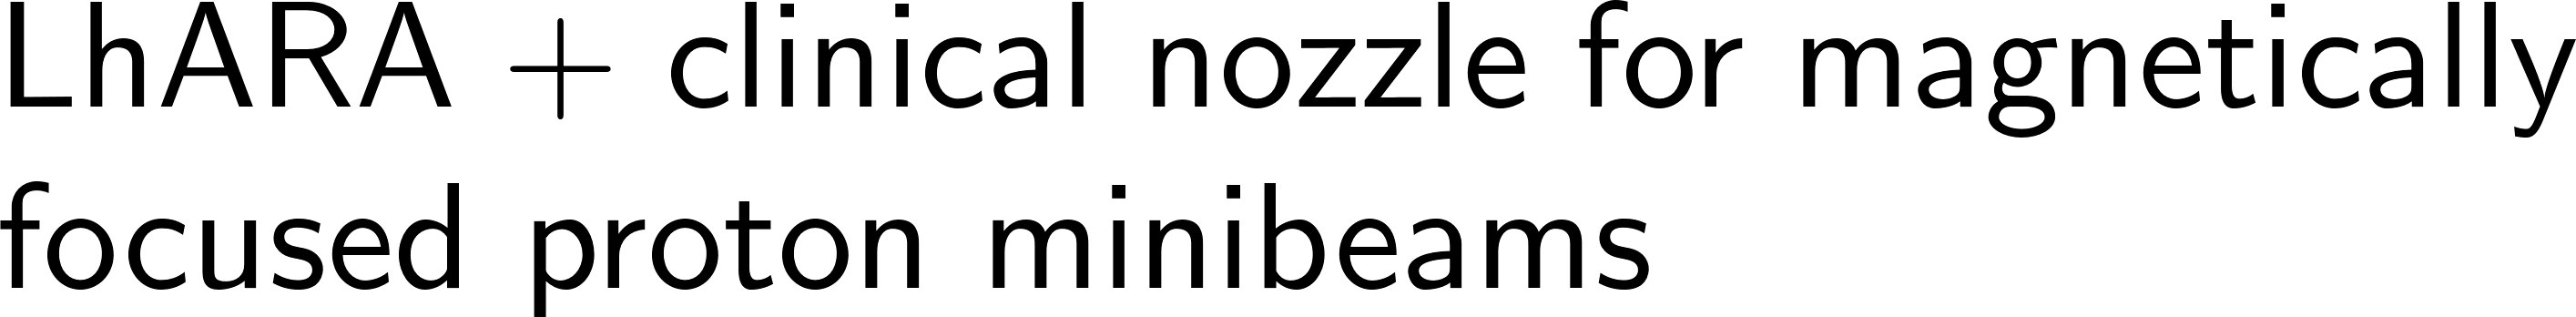 LhARA + clinical nozzle for magnetically
focused proton minibeams